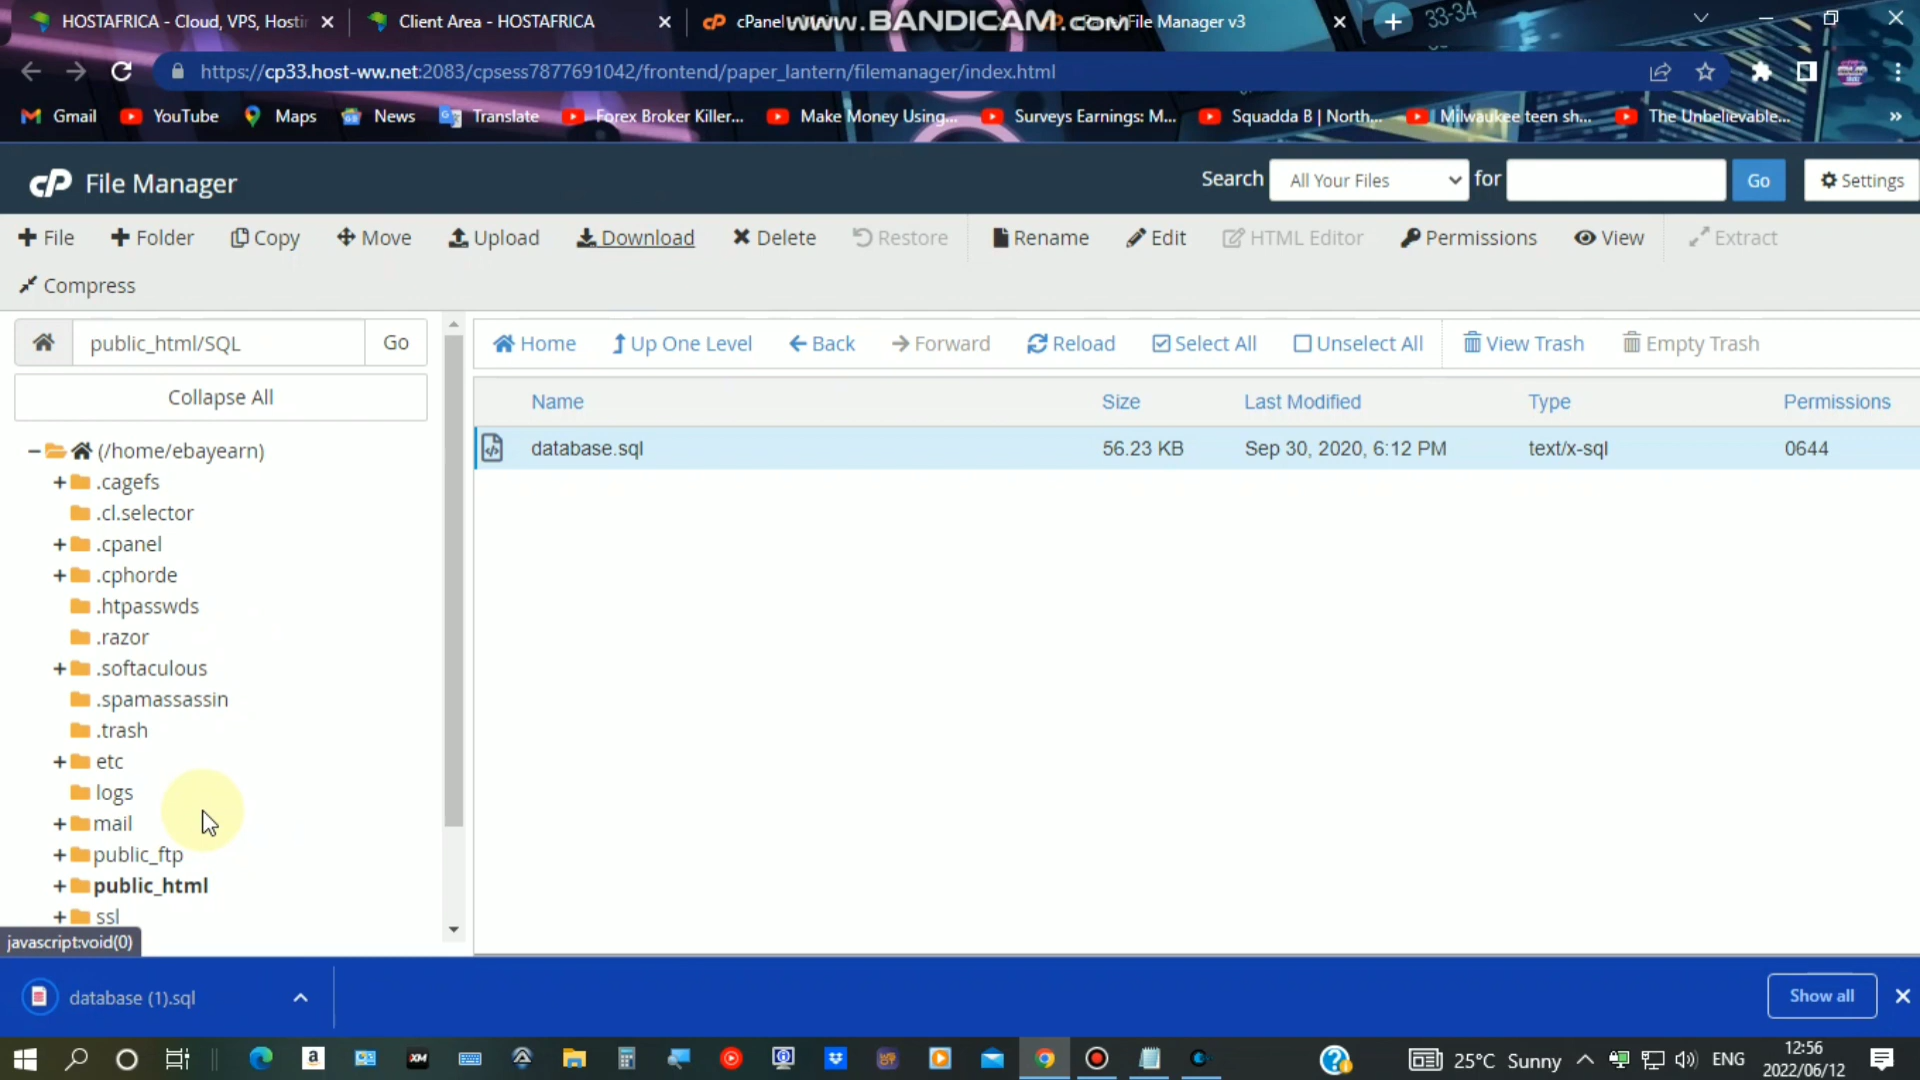 HOSTAFRICA - Cloud, VPS, Hostin
Client Area - HOSTAFRICA
cPanel
www.BANDICAM.com
File Manager v3
33-34
https://cp33.host-ww.net:2083/cpsess7877691042/frontend/paper_lantern/filemanager/index.html
Gmail YouTube Maps News Translate Forex Broker Killer... Make Money Using... Surveys Earnings: M... Squadda B | North... Milwaukee teen sh... The Unbelievable... »
cP File Manager
Search All Your Files for Go Settings
File Folder Copy Move Upload Download Delete Restore Rename Edit HTML Editor Permissions View Extract
Compress
public_html/SQL Go
Home Up One Level Back Forward Reload Select All Unselect All View Trash Empty Trash
Collapse All
Name Size Last Modified Type Permissions
database.sql 56.23 KB Sep 30, 2020, 6:12 PM text/x-sql 0644
(/home/ebayearn)
.cagefs
.cl.selector
.cpanel
.cphorde
.htpasswds
.razor
.softaculous
.spamassassin
.trash
etc
logs
mail
public_ftp
public_html
ssl
javascript:void(0)
database (1).sql
Show all
a XM 25°C Sunny ENG
12:56
2022/06/12